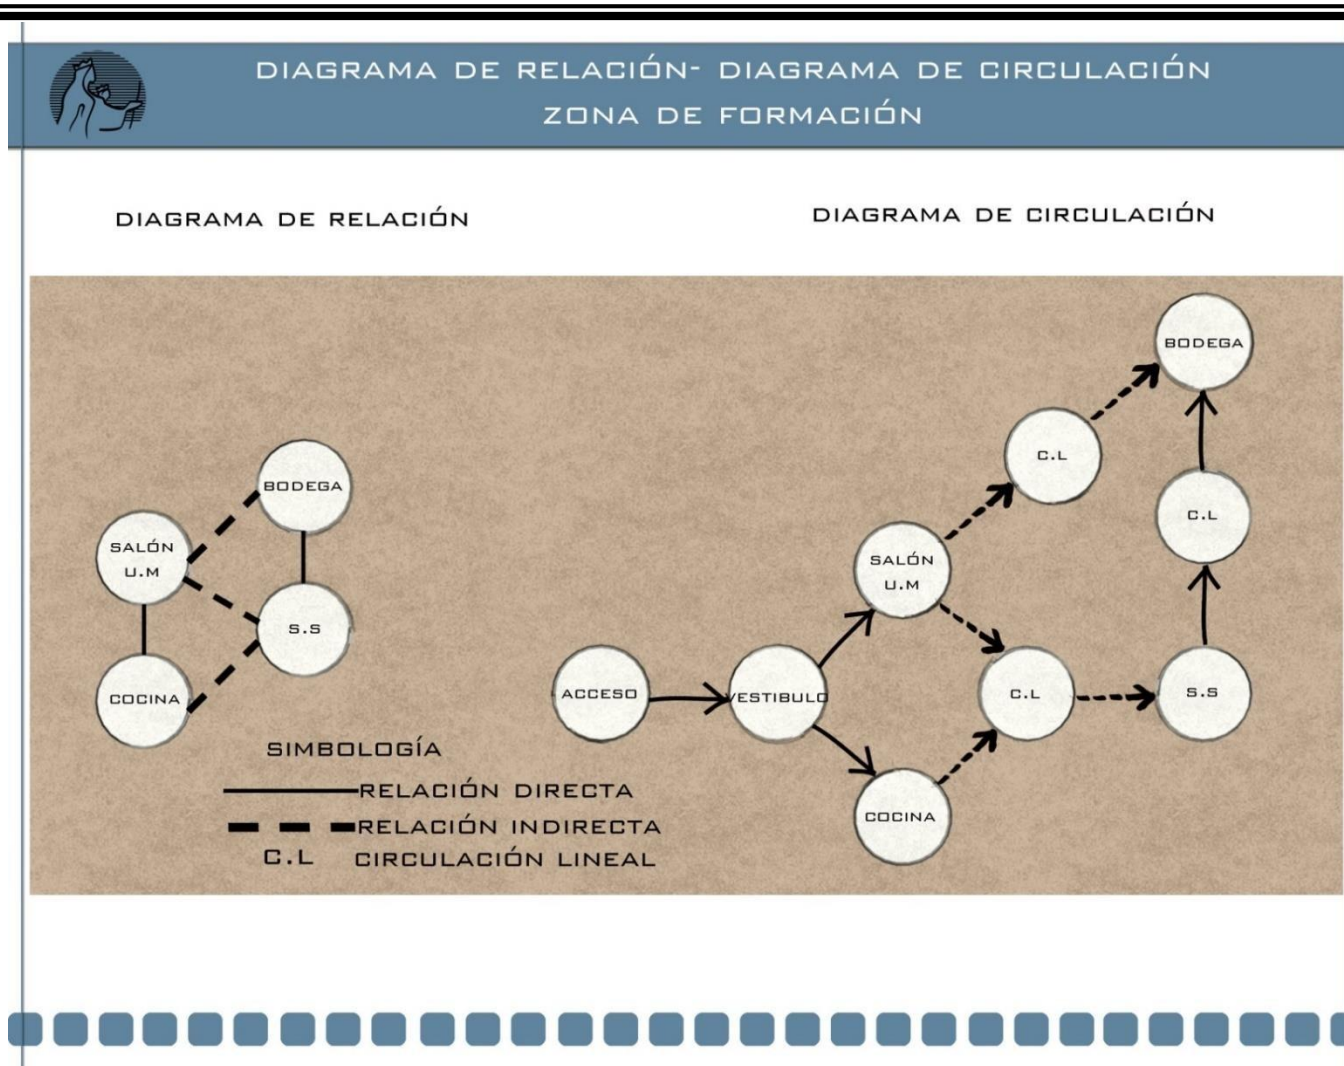 DIAGRAMA DE RELACIÓN- DIAGRAMA DE CIRCULACIÓN
ZONA DE FORMACIÓN
DIAGRAMA DE RELACIÓN
DIAGRAMA DE CIRCULACIÓN
BODEGA
SALÓN
U.M
S.S
COCINA
SIMBOLOGÍA
RELACIÓN DIRECTA
RELACIÓN INDIRECTA
C.L CIRCULACIÓN LINEAL
BODEGA
C.L
C.L
SALÓN
U.M
ACCESO
VESTIBULO
C.L
S.S
COCINA